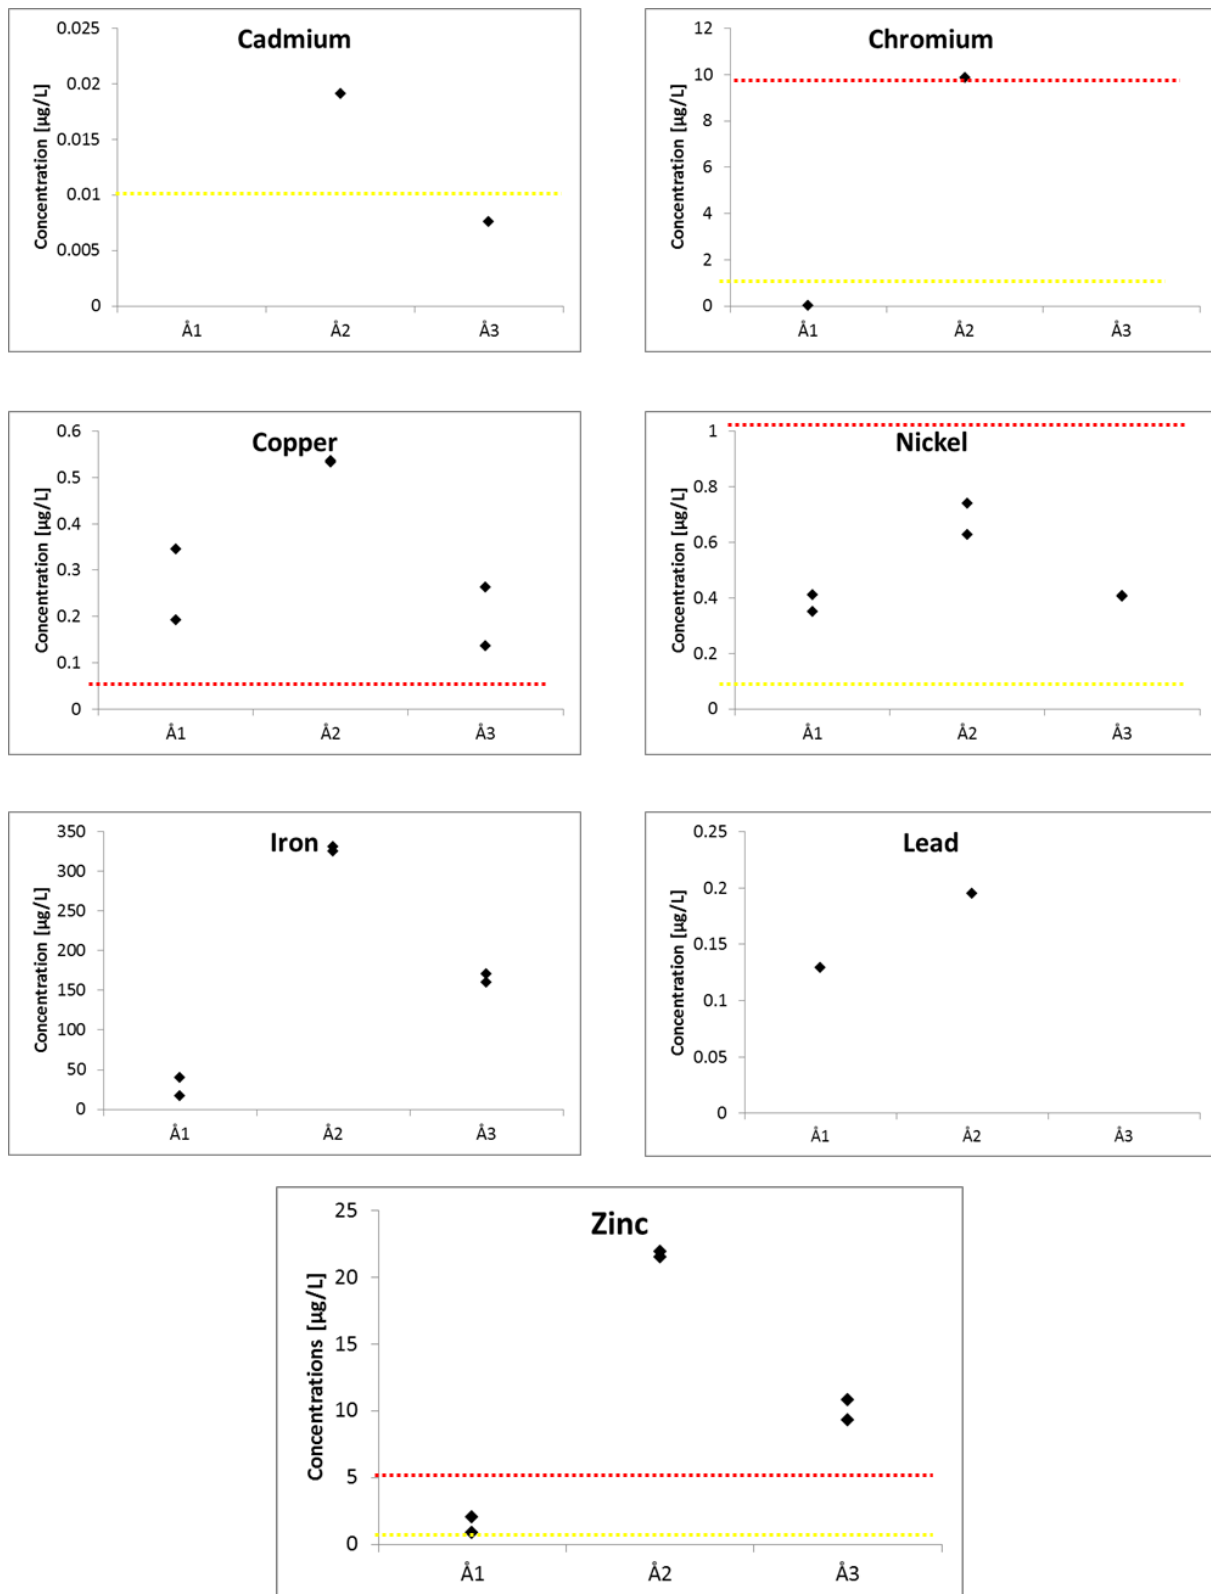 Cadmium
Concentration [µg/L]
0.025
0.02
0.015
0.01
0.005
0
Å1 Å2 Å3
Chromium
Concentration [µg/L]
12
10
8
6
4
2
0
Å1 Å2 Å3
Copper
Concentration [µg/L]
0.6
0.5
0.4
0.3
0.2
0.1
0
Å1 Å2 Å3
Nickel
Concentration [µg/L]
1
0.8
0.6
0.4
0.2
0
Å1 Å2 Å3
Iron
Concentration [µg/L]
350
300
250
200
150
100
50
0
Å1 Å2 Å3
Lead
Concentration [µg/L]
0.25
0.2
0.15
0.1
0.05
0
Å1 Å2 Å3
Zinc
Concentrations [µg/L]
25
20
15
10
5
0
Å1 Å2 Å3